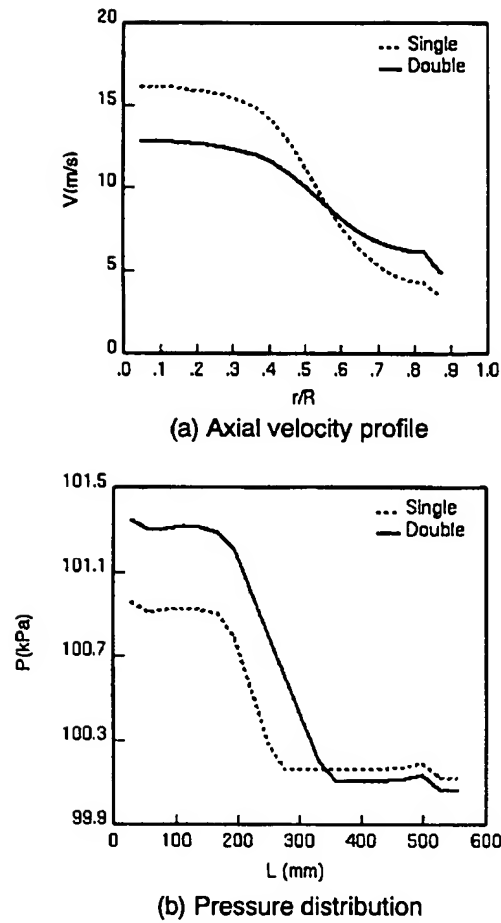 20
15
10
5
0
V(m/s)
Single
Double
.0 .1 .2 .3 .4 .5 .6 .7 .8 .9 1.0
r/R
(a) Axial velocity profile
101.5
101.1
100.7
100.3
99.9
P(kPa)
Single
Double
0 100 200 300 400 500 600
L (mm)
(b) Pressure distribution